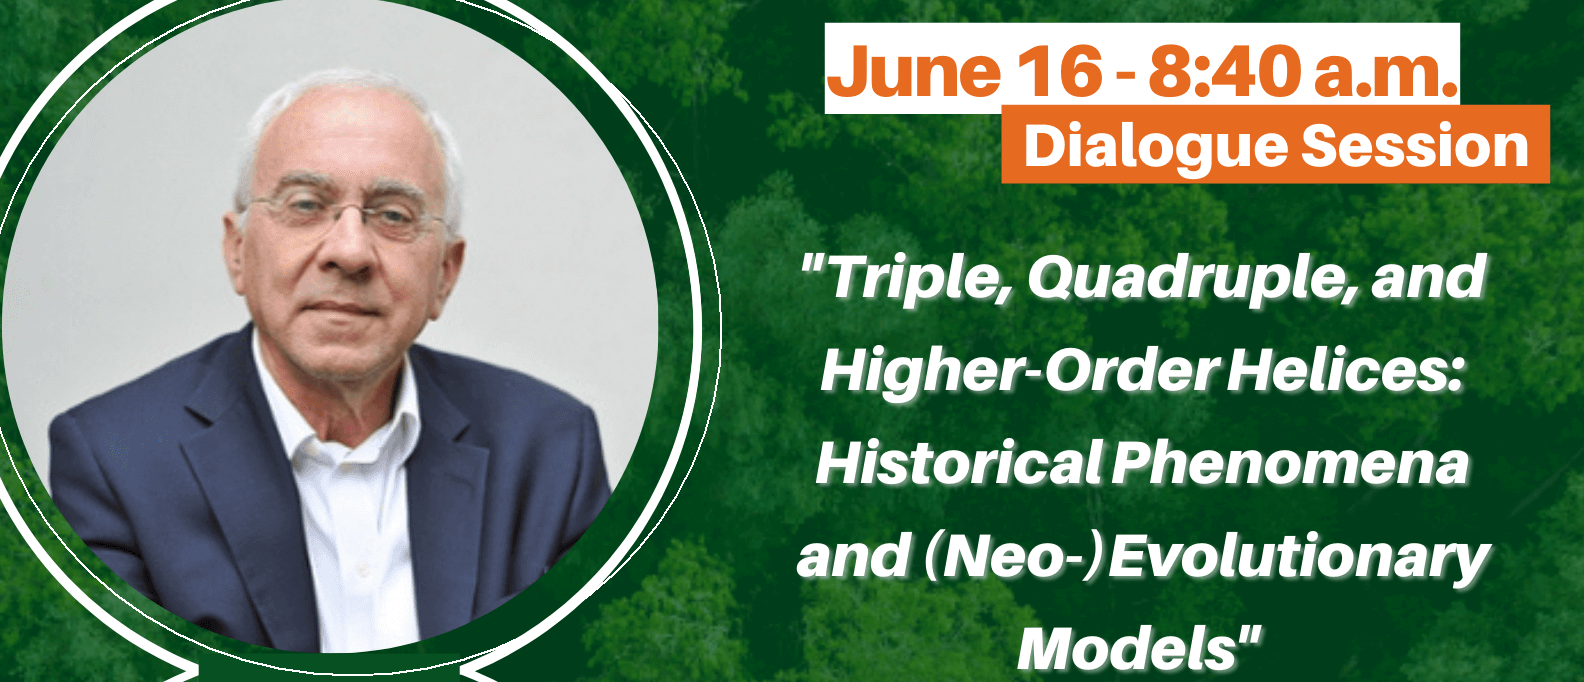 June 16 - 8:40 a.m.
Dialogue Session
"Triple, Quadruple, and
Higher-Order Helices:
Historical Phenomena
and (Neo-) Evolutionary
Models"